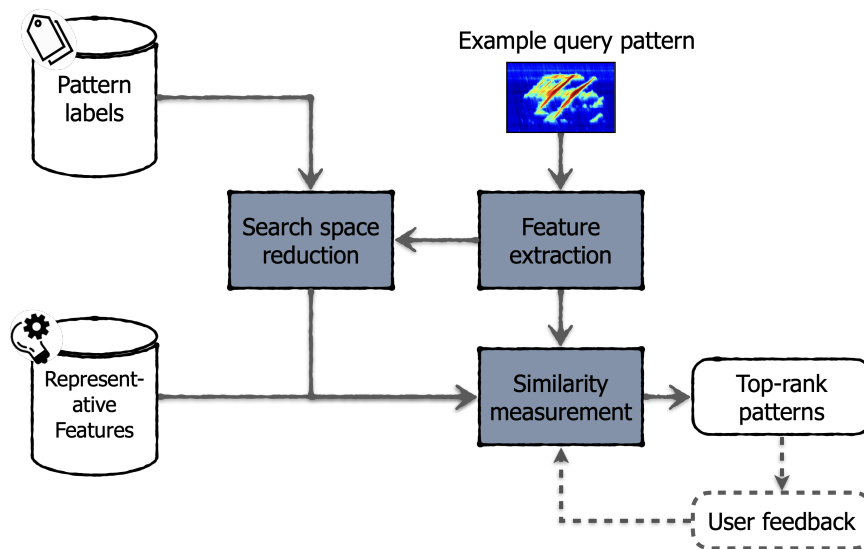 Example query pattern
Pattern
labels
Search space
reduction
Feature
extraction
Represent-
ative
Features
Similarity
measurement
Top-rank
patterns
User feedback